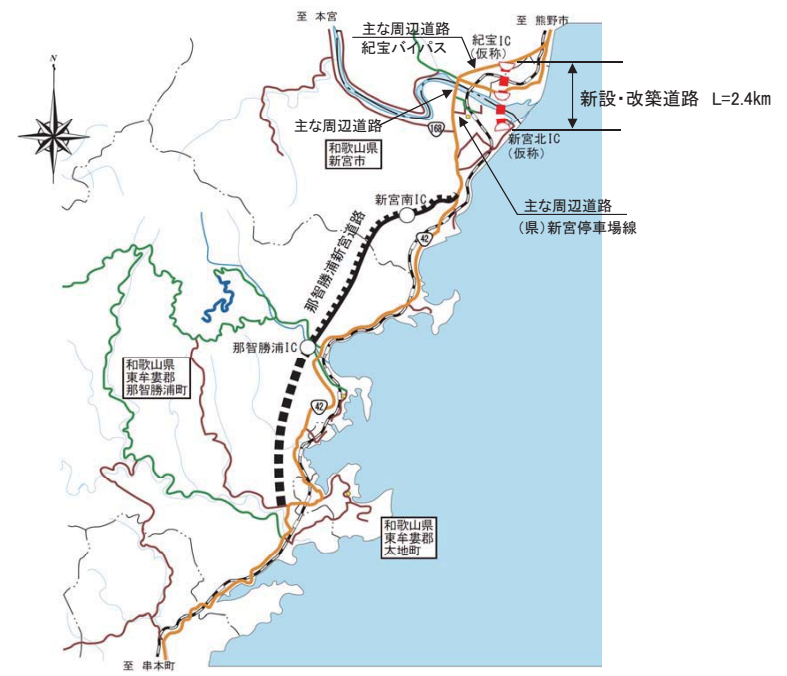 至 本宮
至 熊野市
主な周辺道路
紀宝バイパス
紀宝IC
(仮称)
N
新設・改築道路 L=2.4km
主な周辺道路
168
新宮北IC
(仮称)
和歌山県
新宮市
新宮南IC
主な周辺道路
(県)新宮停車場線
42
那智勝浦新宮道路
那智勝浦IC
和歌山県
東牟婁郡
那智勝浦町
42
和歌山県
東牟婁郡
太地町
至 串本町